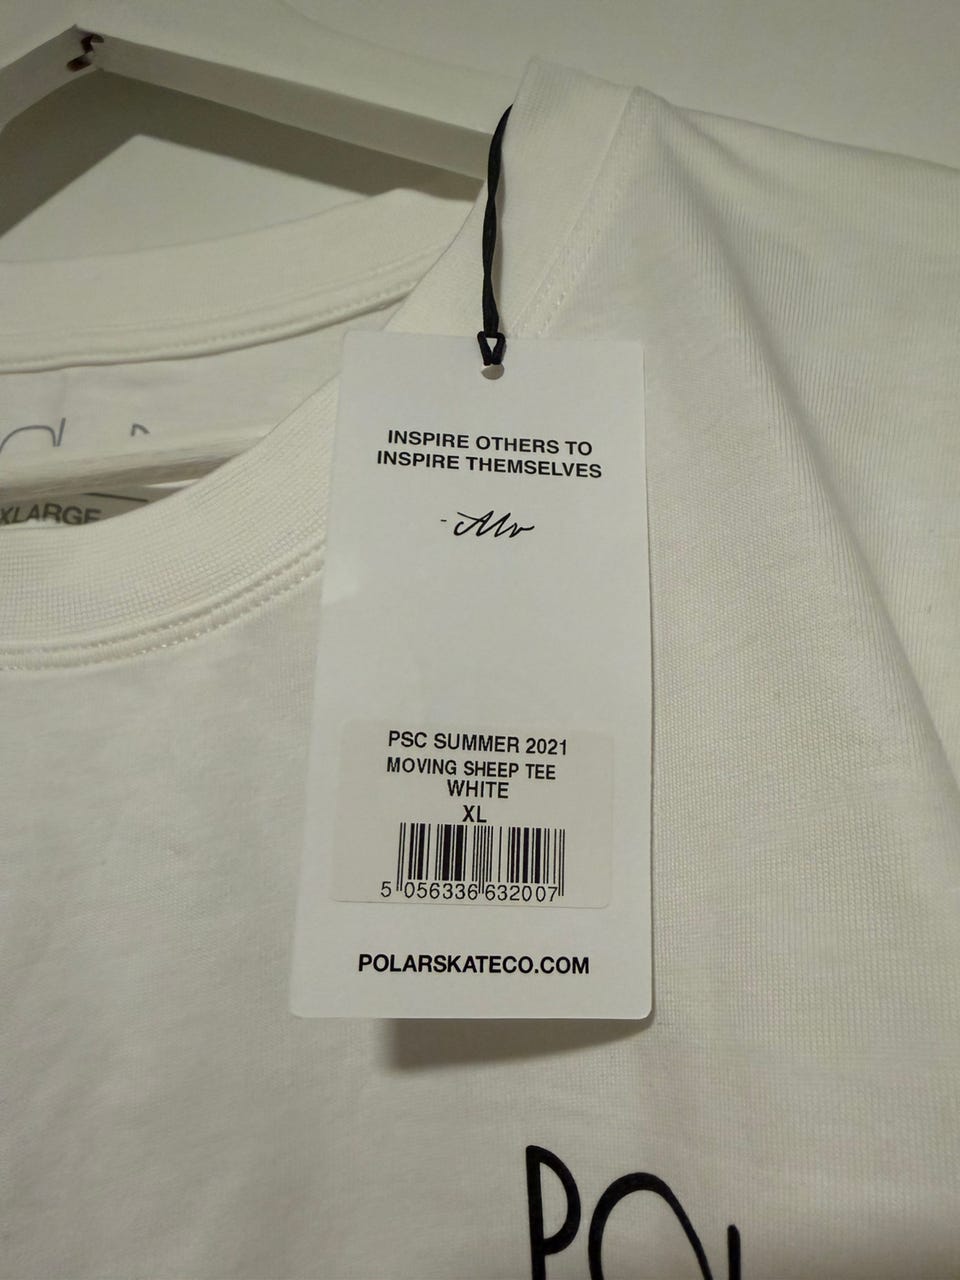 XLARGE
INSPIRE OTHERS TO
INSPIRE THEMSELVES
PSC SUMMER 2021
MOVING SHEEP TEE
WHITE
XL
5 056336 632007
POLARSKATECO.COM